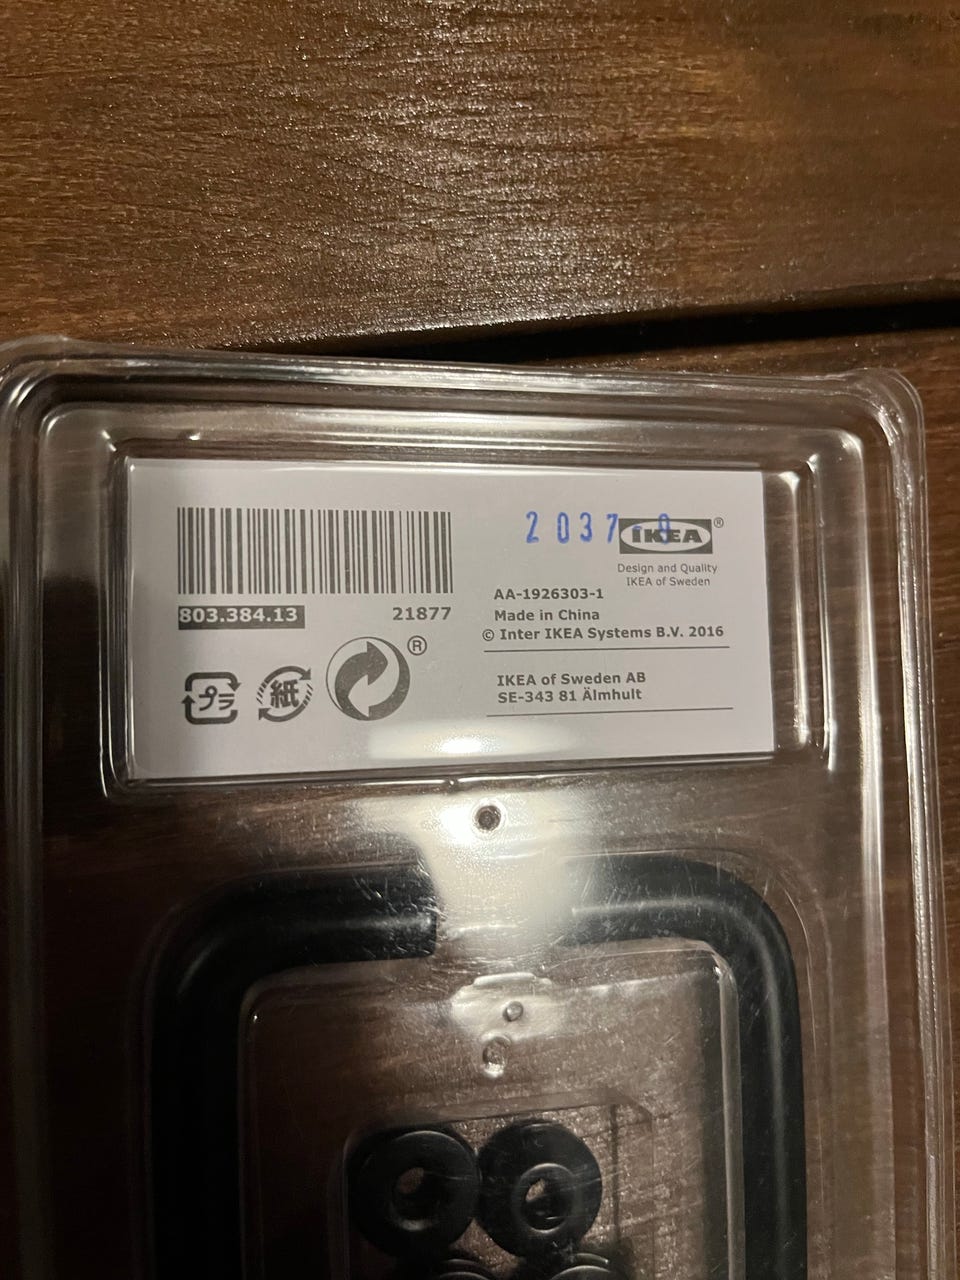 2037-9
IKEA®
Design and Quality
IKEA of Sweden
803.384.13
21877
AA-1926303-1
Made in China
© Inter IKEA Systems B.V. 2016
プラ
紙
®
IKEA of Sweden AB
SE-343 81 Älmhult